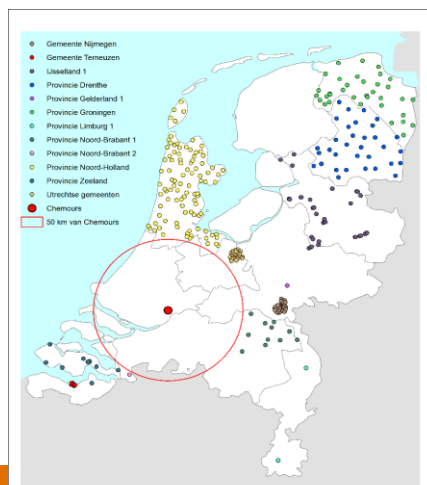 Gemeente Nijmegen
Gemeente Terneuzen
IJsselland 1
Provincie Drenthe
Provincie Gelderland 1
Provincie Groningen
Provincie Limburg 1
Provincie Noord-Brabant 1
Provincie Noord-Brabant 2
Provincie Noord-Holland
Provincie Zeeland
Utrechtse gemeenten
Chemours
50 km van Chemours